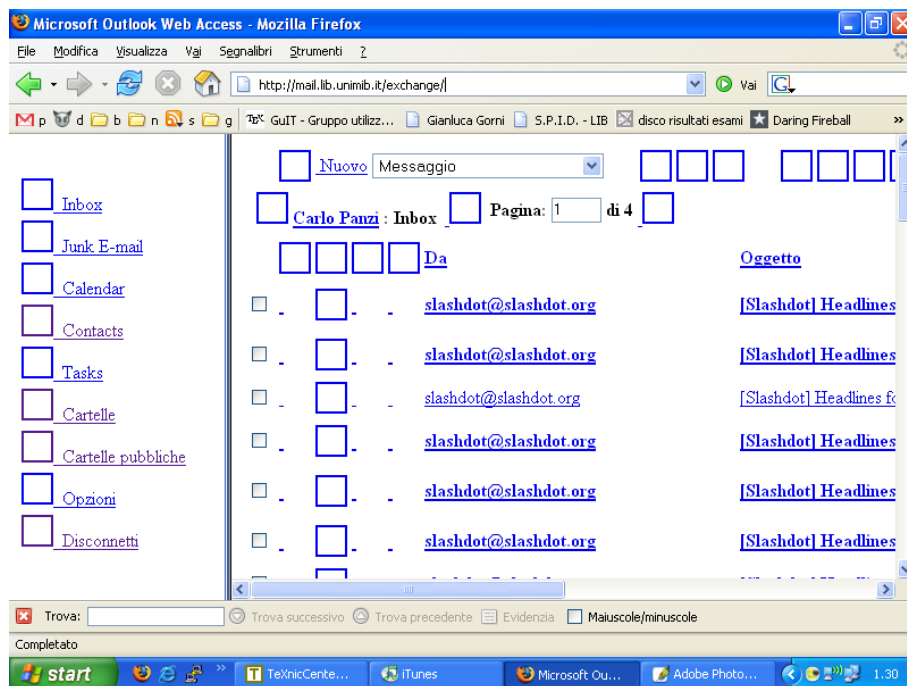 Microsoft Outlook Web Access - Mozilla Firefox
File Modifica Visualizza Vai Segnalibri Strumenti ?
http://mail.lib.unimib.it/exchange/ Vai G
p d b n s g TEX GuIT - Gruppo utilizz... Gianluca Gorni S.P.I.D. - LIB disco risultati esami Daring Fireball »
Nuovo Messaggio
Carlo Panzi : Inbox Pagina: 1 di 4
Da Oggetto
Inbox
Junk E-mail
Calendar
Contacts
Tasks
Cartelle
Cartelle pubbliche
Opzioni
Disconnetti
slashdot@slashdot.org [Slashdot] Headlines
slashdot@slashdot.org [Slashdot] Headlines
slashdot@slashdot.org [Slashdot] Headlines fo
slashdot@slashdot.org [Slashdot] Headlines
slashdot@slashdot.org [Slashdot] Headlines
slashdot@slashdot.org [Slashdot] Headlines
Trova: Trova successivo Trova precedente Evidenzia Maiuscole/minuscole
Completato
start » TeXnicCente... iTunes Microsoft Ou... Adobe Photo... 1.30